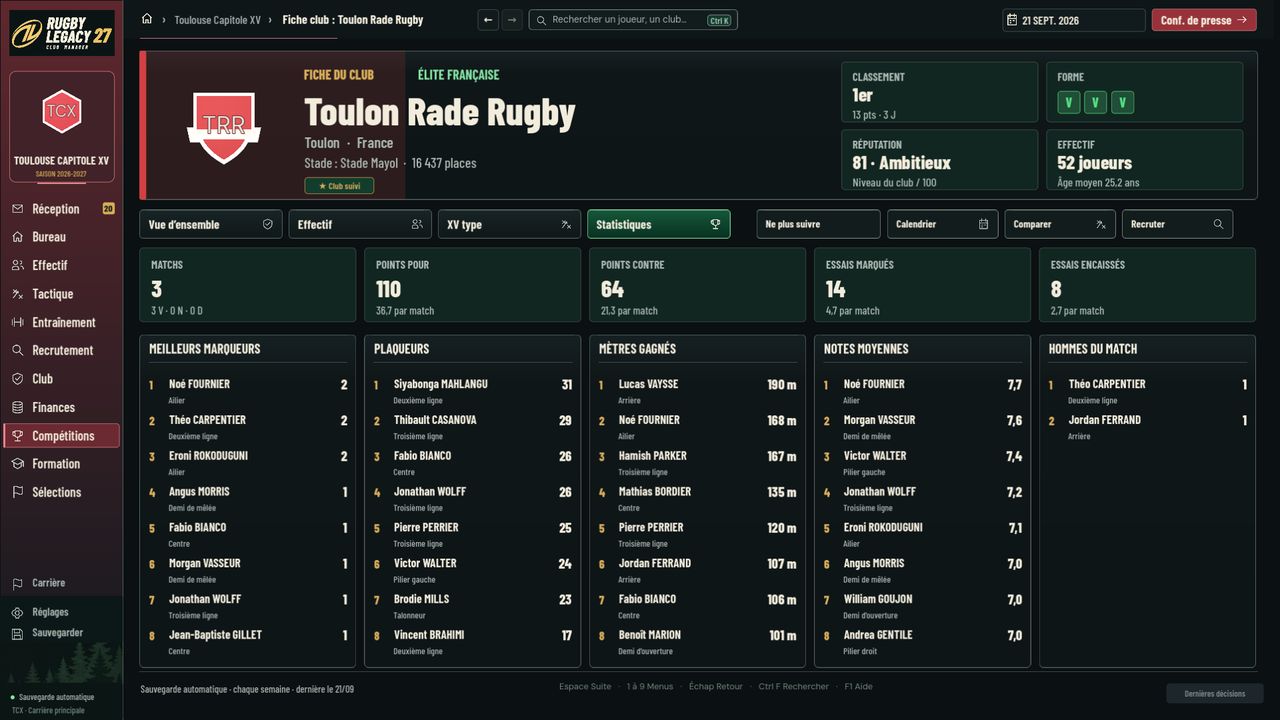 RUGBY
LEGACY 27
CLUB MANAGER
TCX
TOULOUSE CAPITOLE XV
SAISON 2026-2027
Réception 20
Bureau
Effectif
Tactique
Entraînement
Recrutement
Club
Finances
Compétitions
Formation
Sélections
Carrière
Réglages
Sauvegarder
Sauvegarde automatique
TCX · Carrière principale
› Toulouse Capitole XV › Fiche club : Toulon Rade Rugby
← →
Rechercher un joueur, un club... Ctrl K
21 SEPT. 2026
Conf. de presse →
TRR
FICHE DU CLUB ÉLITE FRANÇAISE
Toulon Rade Rugby
Toulon · France
Stade : Stade Mayol · 16 437 places
★ Club suivi
CLASSEMENT
1er
13 pts · 3 J
FORME
V V V
RÉPUTATION
81 · Ambitieux
Niveau du club / 100
EFFECTIF
52 joueurs
Âge moyen 25,2 ans
Vue d'ensemble
Effectif
XV type
Statistiques
Ne plus suivre
Calendrier
Comparer
Recruter
MATCHS
3
3 V · 0 N · 0 D
POINTS POUR
110
36,7 par match
POINTS CONTRE
64
21,3 par match
ESSAIS MARQUÉS
14
4,7 par match
ESSAIS ENCAISSÉS
8
2,7 par match
MEILLEURS MARQUEURS
1 Noé FOURNIER 2
Ailier
2 Théo CARPENTIER 2
Deuxième ligne
3 Eroni ROKODUGUNI 2
Ailier
4 Angus MORRIS 1
Demi de mêlée
5 Fabio BIANCO 1
Centre
6 Morgan VASSEUR 1
Demi de mêlée
7 Jonathan WOLFF 1
Troisième ligne
8 Jean-Baptiste GILLET 1
Centre
PLAQUEURS
1 Siyabonga MAHLANGU 31
Deuxième ligne
2 Thibault CASANOVA 29
Troisième ligne
3 Fabio BIANCO 26
Centre
4 Jonathan WOLFF 26
Troisième ligne
5 Pierre PERRIER 25
Troisième ligne
6 Victor WALTER 24
Pilier gauche
7 Brodie MILLS 23
Talonneur
8 Vincent BRAHIMI 17
Deuxième ligne
MÈTRES GAGNÉS
1 Lucas VAYSSE 190 m
Arrière
2 Noé FOURNIER 168 m
Ailier
3 Hamish PARKER 167 m
Troisième ligne
4 Mathias BORDIER 135 m
Centre
5 Pierre PERRIER 120 m
Troisième ligne
6 Jordan FERRAND 107 m
Arrière
7 Fabio BIANCO 106 m
Centre
8 Benoît MARION 101 m
Demi d'ouverture
NOTES MOYENNES
1 Noé FOURNIER 7,7
Ailier
2 Morgan VASSEUR 7,6
Demi de mêlée
3 Victor WALTER 7,4
Pilier gauche
4 Jonathan WOLFF 7,2
Troisième ligne
5 Eroni ROKODUGUNI 7,1
Ailier
6 Angus MORRIS 7,0
Demi de mêlée
7 William GOUJON 7,0
Demi d'ouverture
8 Andrea GENTILE 7,0
Pilier droit
HOMMES DU MATCH
1 Théo CARPENTIER 1
Deuxième ligne
2 Jordan FERRAND 1
Arrière
Sauvegarde automatique · chaque semaine · dernière le 21/09
Espace Suite · 1 à 9 Menus · Échap Retour · Ctrl F Rechercher · F1 Aide
Dernières décisions